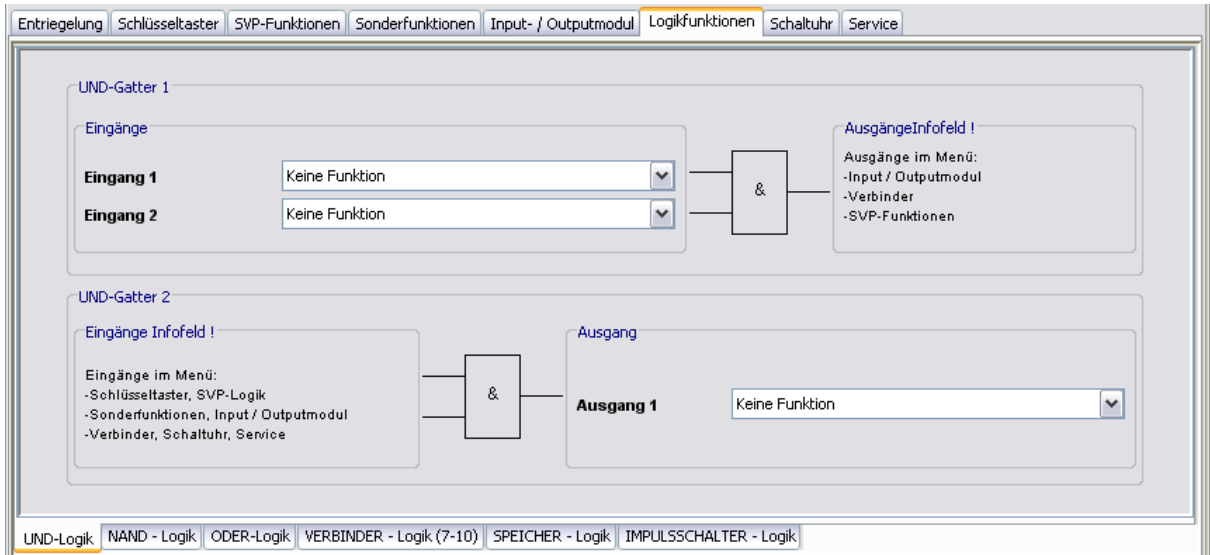 Entriegelung Schlüsseltaster SVP-Funktionen Sonderfunktionen Input- / Outputmodul Logikfunktionen Schaltuhr Service
UND-Gatter 1
Eingänge
Eingang 1 Keine Funktion
Eingang 2 Keine Funktion
&
AusgängeInfofeld !
Ausgänge im Menü:
-Input / Outputmodul
-Verbinder
-SVP-Funktionen
UND-Gatter 2
Eingänge Infofeld !
Eingänge im Menü:
-Schlüsseltaster, SVP-Logik
-Sonderfunktionen, Input / Outputmodul
-Verbinder, Schaltuhr, Service
&
Ausgang
Ausgang 1 Keine Funktion
UND-Logik NAND - Logik ODER-Logik VERBINDER - Logik (7-10) SPEICHER - Logik IMPULSSCHALTER - Logik